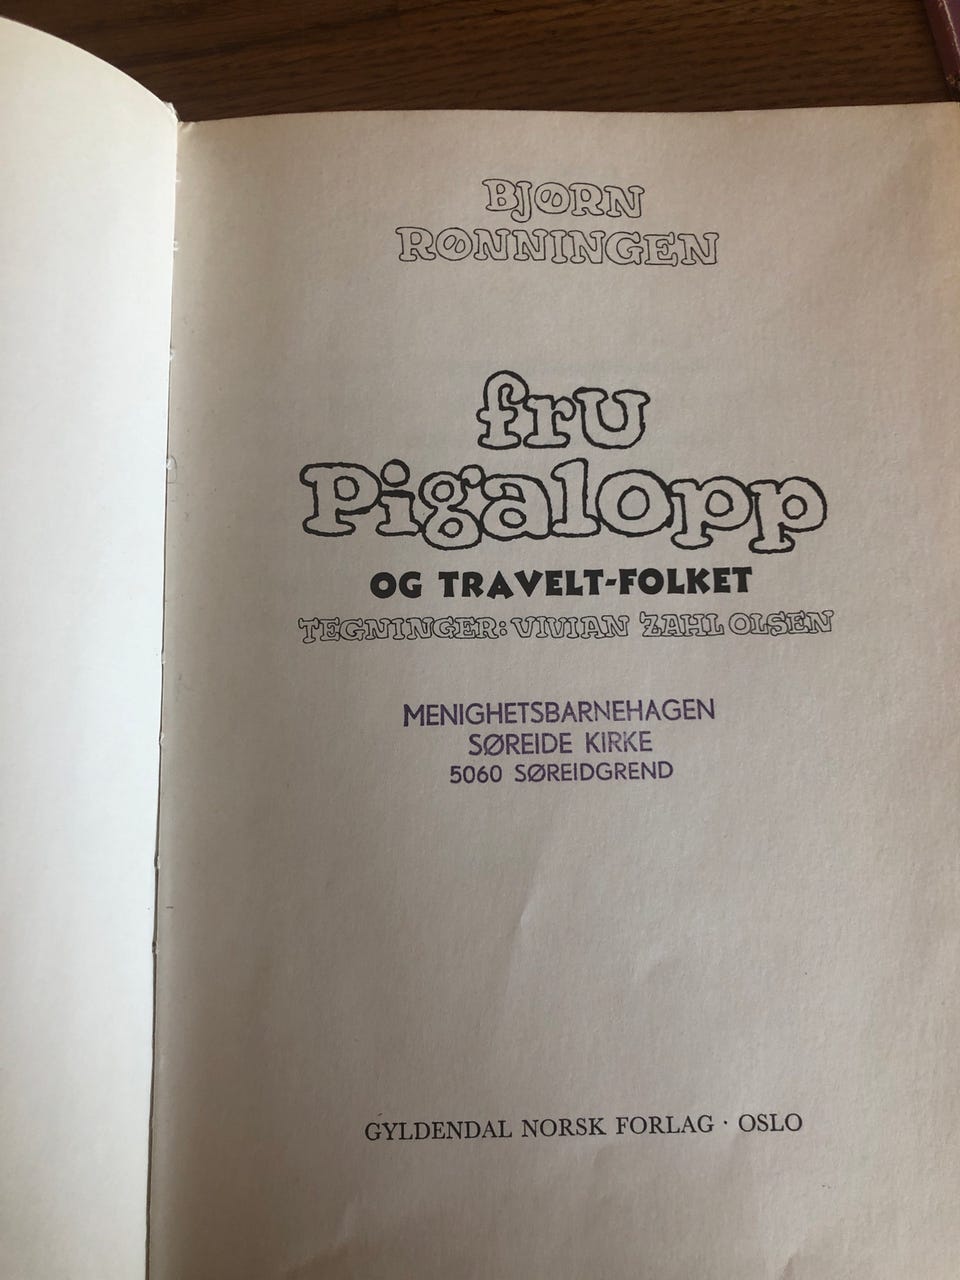 BJØRN
RØNNINGEN
fru
Pigalopp
OG TRAVELT-FOLKET
TEGNINGER: VIVIAN ZAHL OLSEN
MENIGHETSBARNEHAGEN
SØREIDE KIRKE
5060 SØREIDGREND
GYLDENDAL NORSK FORLAG · OSLO